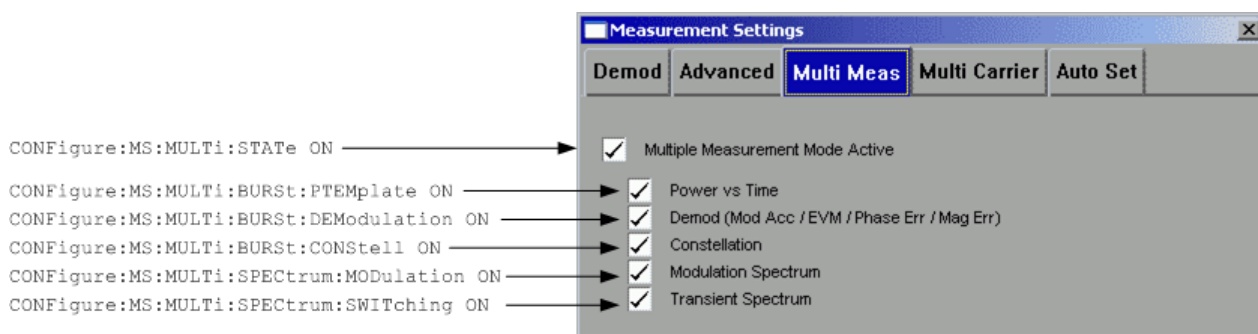 Measurement Settings
Demod Advanced Multi Meas Multi Carrier Auto Set
CONFigure:MS:MULTi:STATe ON Multiple Measurement Mode Active
CONFigure:MS:MULTi:BURSt:PTEMplate ON Power vs Time
CONFigure:MS:MULTi:BURSt:DEModulation ON Demod (Mod Acc / EVM / Phase Err / Mag Err)
CONFigure:MS:MULTi:BURSt:CONStell ON Constellation
CONFigure:MS:MULTi:SPECtrum:MODulation ON Modulation Spectrum
CONFigure:MS:MULTi:SPECtrum:SWITching ON Transient Spectrum